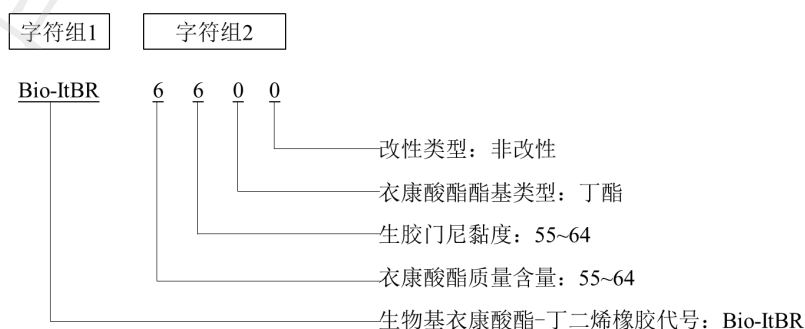 字符组1 字符组2
Bio-ItBR 6 6 0 0
改性类型：非改性
衣康酸酯酯基类型：丁酯
生胶门尼黏度：55~64
衣康酸酯质量含量：55~64
生物基衣康酸酯-丁二烯橡胶代号：Bio-ItBR